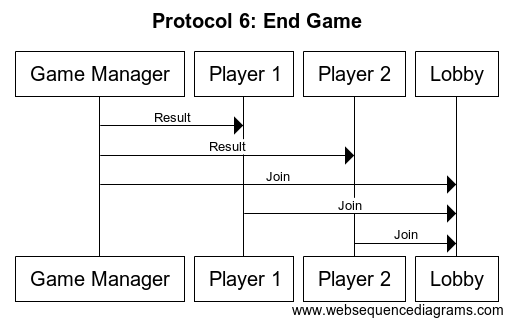 Protocol 6: End Game
Game Manager Player 1 Player 2 Lobby
Result
Result
Join
Join
Join
Game Manager Player 1 Player 2 Lobby
www.websequencediagrams.com